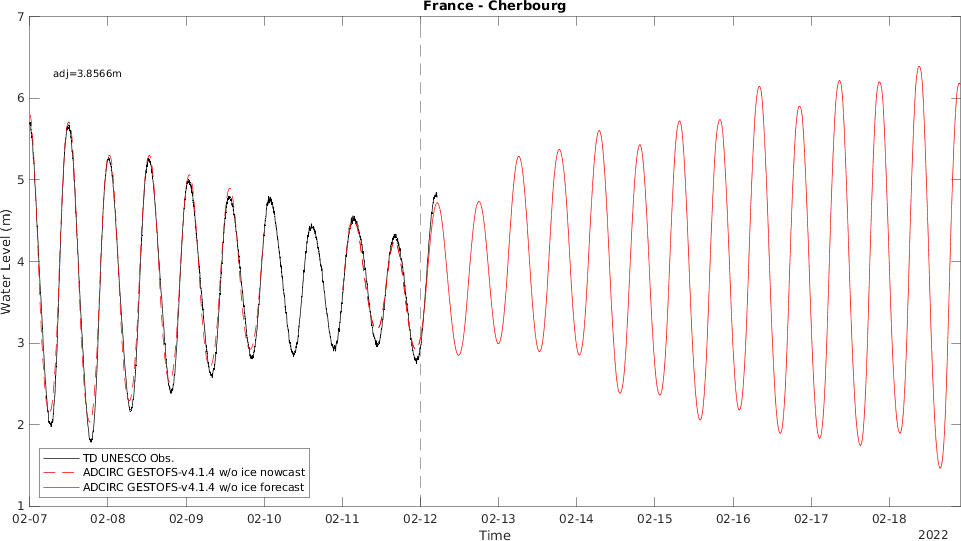 France - Cherbourg
7
adj=3.8566m
6
5
4
3
2
1
Water Level (m)
TD UNESCO Obs.
ADCIRC GESTOFS-v4.1.4 w/o ice nowcast
ADCIRC GESTOFS-v4.1.4 w/o ice forecast
02-07 02-08 02-09 02-10 02-11 02-12 02-13 02-14 02-15 02-16 02-17 02-18
Time
2022